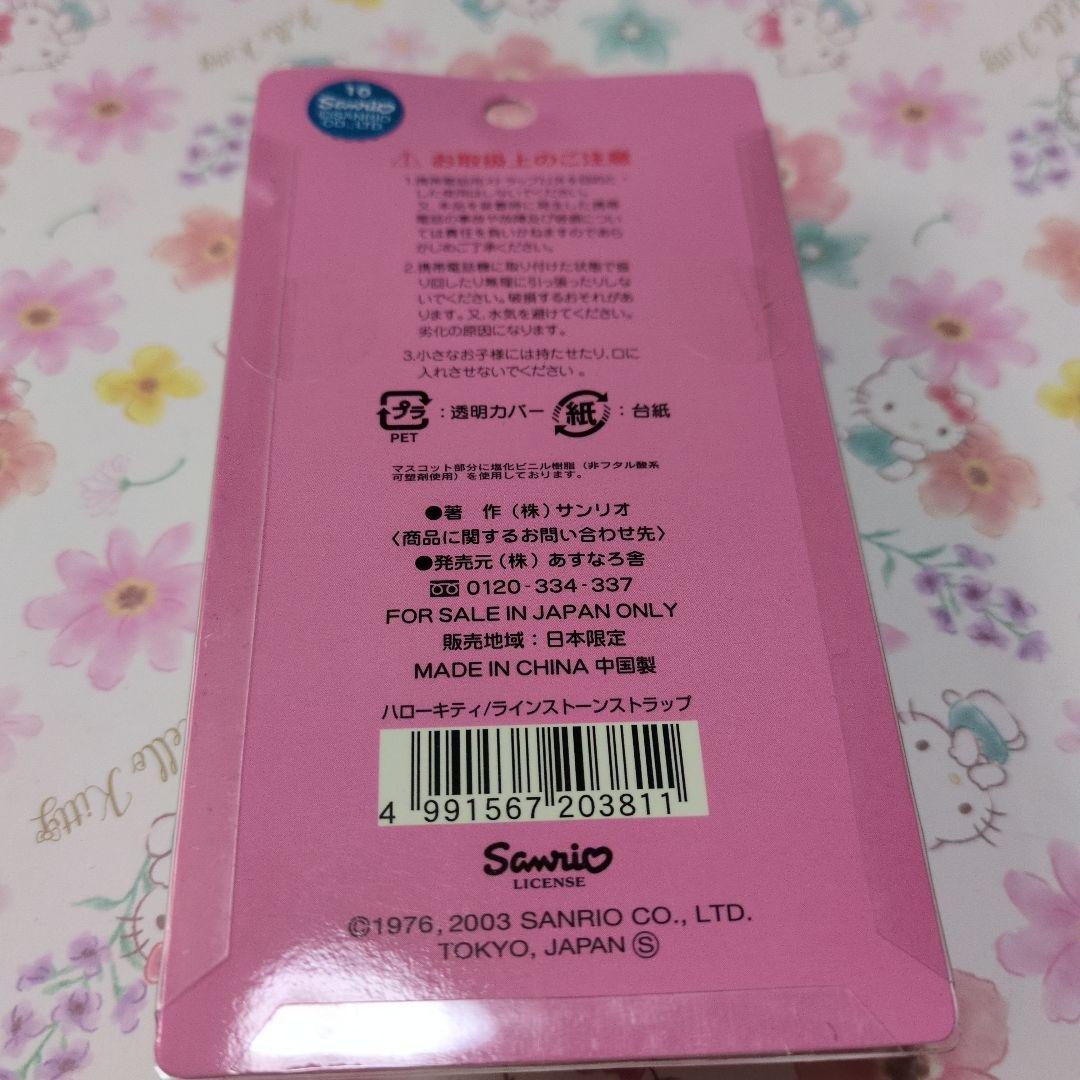 16
Sanrio
©SANRIO
CO., LTD.
⚠ お取扱上のご注意
1.携帯電話用ストラップ以外を目的と
した使用はしないでください。
又、本品を装着時に発生した携帯
電話の事故や故障及び破損につい
ては責任を負いかねますのであら
かじめご了承ください。
2.携帯電話機に取り付けた状態で振
り回したり無理に引っ張ったりしな
いでください。破損するおそれがあ
ります。又、水気を避けてください。
劣化の原因になります。
3.小さなお子様には持たせたり、口に
入れさせないでください。
プラ：透明カバー 紙：台紙
PET
マスコット部分に塩化ビニル樹脂（非フタル酸系
可塑剤使用）を使用しております。
●著　作（株）サンリオ
〈商品に関するお問い合わせ先〉
●発売元（株）あすなろ舎
0120-334-337
FOR SALE IN JAPAN ONLY
販売地域：日本限定
MADE IN CHINA 中国製
ハローキティ/ラインストーンストラップ
4 991567 203811
Sanrio
LICENSE
©1976, 2003 SANRIO CO., LTD.
TOKYO, JAPAN Ⓢ
Hello Kitty
Hello Kitty